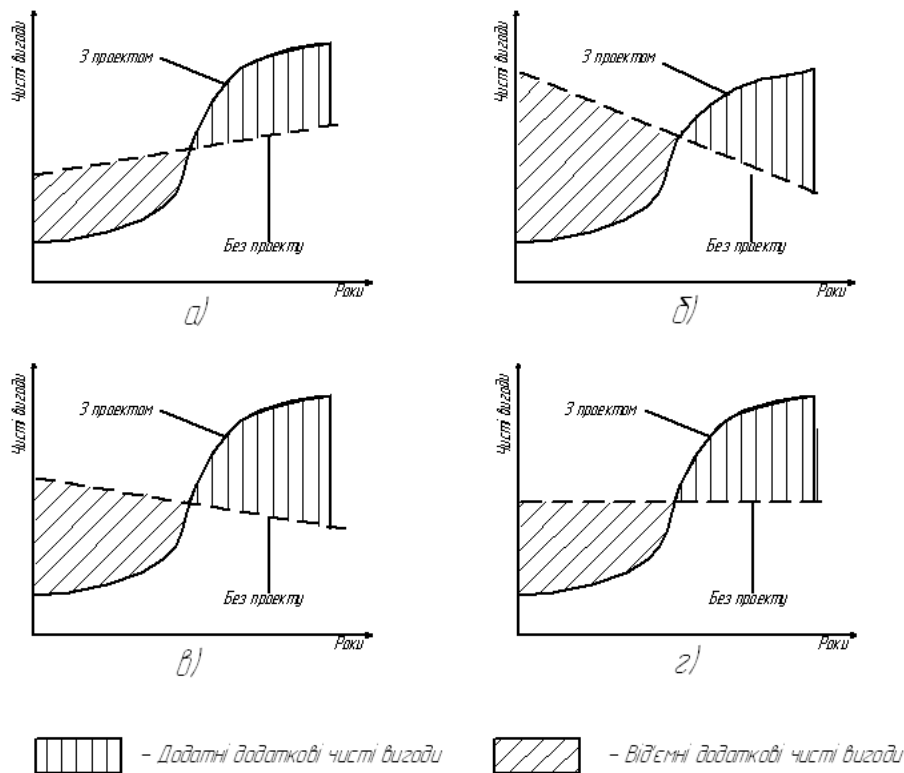 Чисті вигоди
З проектом
Без проекту
Роки
а)
Чисті вигоди
З проектом
Без проекту
Роки
б)
Чисті вигоди
З проектом
Без проекту
Роки
в)
Чисті вигоди
З проектом
Без проекту
Роки
г)
- Додатні додаткові чисті вигоди
- Від'ємні додаткові чисті вигоди